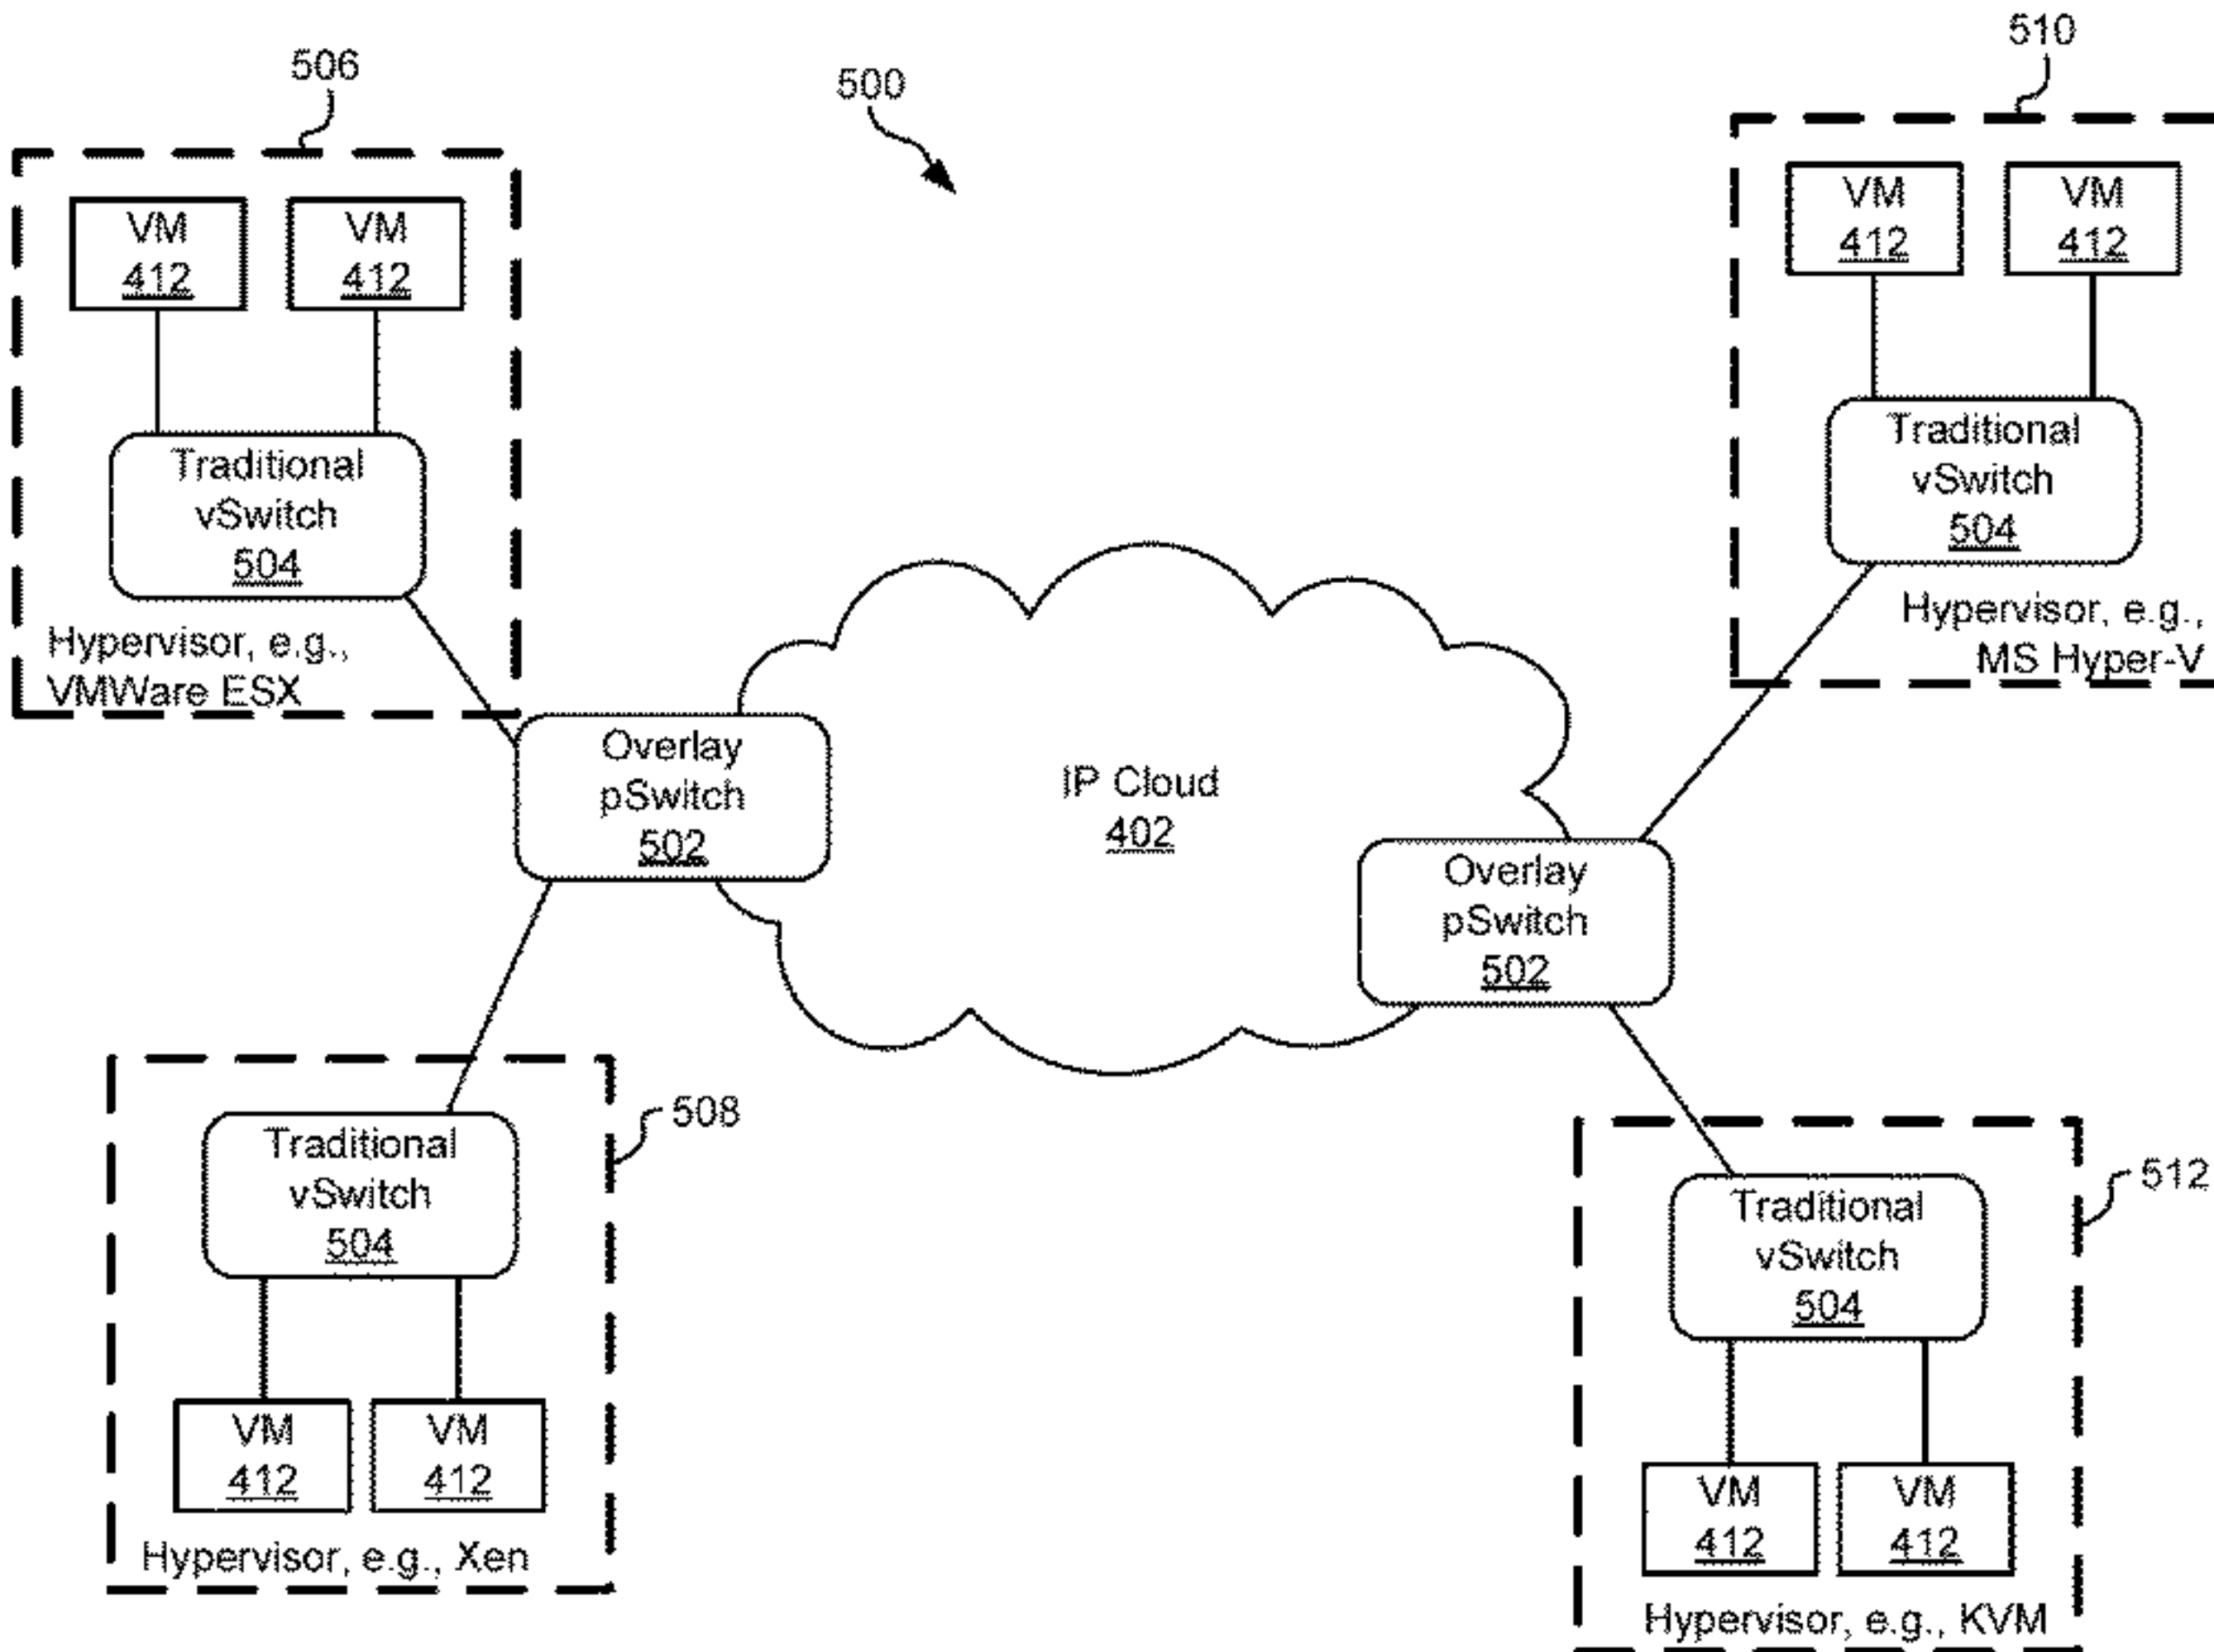 506
500
510
VM
412
VM
412
Traditional
vSwitch
504
Hypervisor, e.g.,
VMWare ESX
VM
412
VM
412
Traditional
vSwitch
504
Hypervisor, e.g.,
MS Hyper-V
Overlay
pSwitch
502
IP Cloud
402
Overlay
pSwitch
502
508
Traditional
vSwitch
504
VM
412
VM
412
Hypervisor, e.g., Xen
512
Traditional
vSwitch
504
VM
412
VM
412
Hypervisor, e.g., KVM